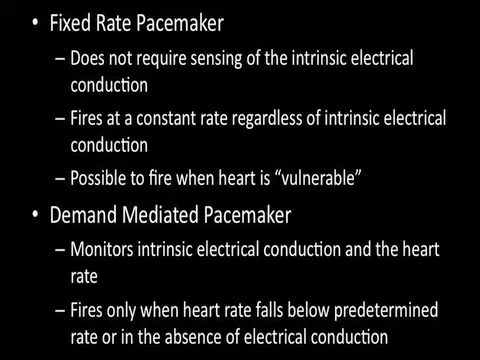 • Fixed Rate Pacemaker
– Does not require sensing of the intrinsic electrical
conduction
– Fires at a constant rate regardless of intrinsic electrical
conduction
– Possible to fire when heart is “vulnerable”
• Demand Mediated Pacemaker
– Monitors intrinsic electrical conduction and the heart
rate
– Fires only when heart rate falls below predetermined
rate or in the absence of electrical conduction